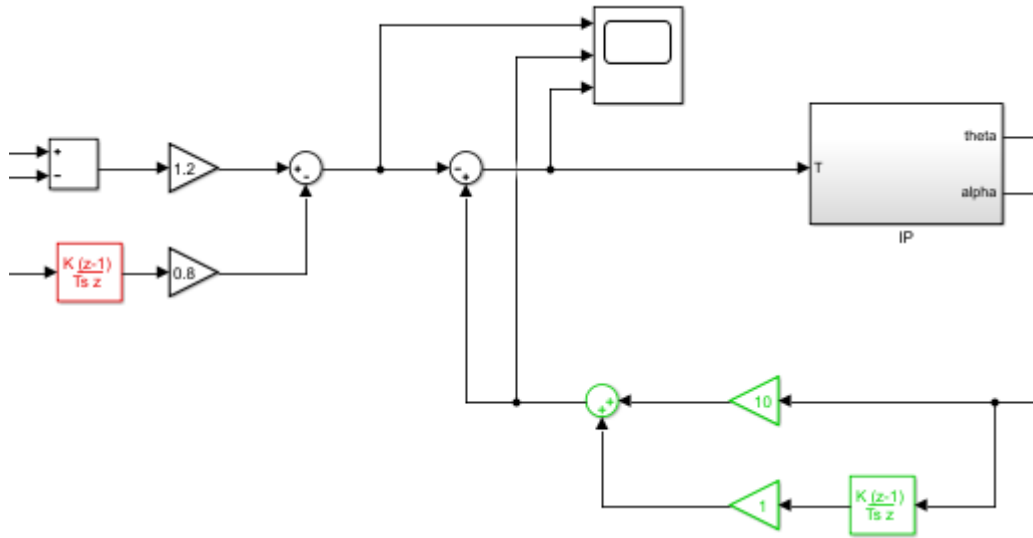 +
−
1.2
+
-
-
+
T
theta
alpha
IP
K (z-1)
Ts z
0.8
+
+
10
1
K (z-1)
Ts z